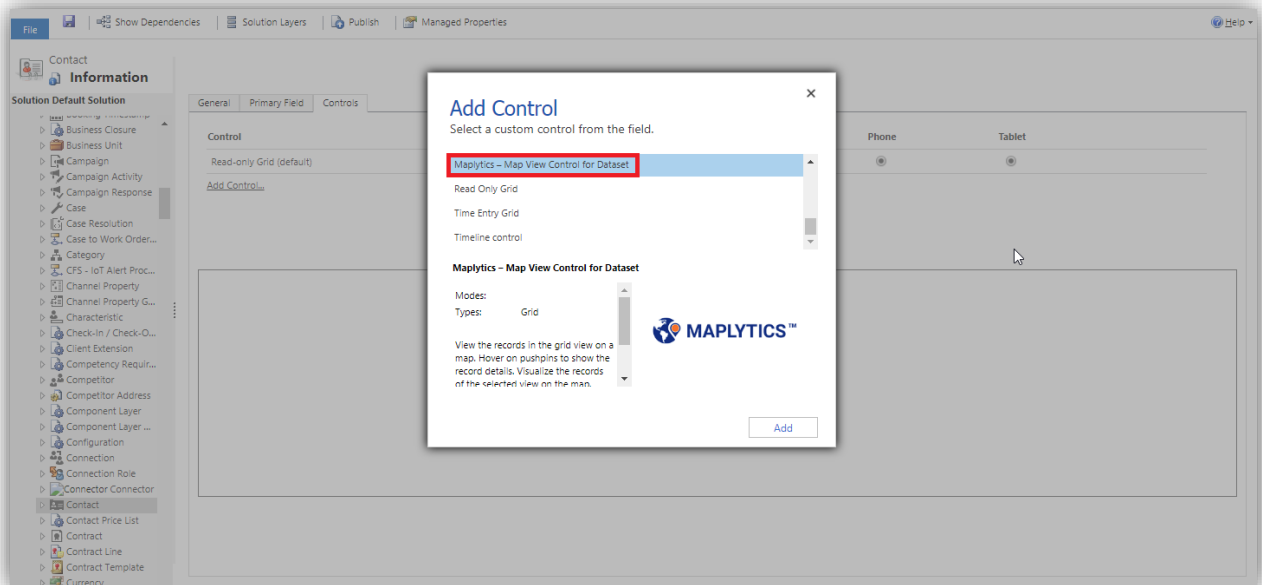 File
Show Dependencies
Solution Layers
Publish
Managed Properties
Help
Contact
Information
Solution Default Solution
Business Closure
Business Unit
Campaign
Campaign Activity
Campaign Response
Case
Case Resolution
Case to Work Order...
Category
CFS - IoT Alert Proc...
Channel Property
Channel Property G...
Characteristic
Check-in / Check-O...
Client Extension
Competency Requir...
Competitor
Competitor Address
Component Layer
Component Layer ...
Configuration
Connection
Connection Role
Connector Connector
Contact
Contact Price List
Contract
Contract Line
Contract Template
Currency
General
Primary Field
Controls
Control
Phone
Tablet
Read-only Grid (default)
Add Control...
Add Control
Select a custom control from the field.
Maplytics – Map View Control for Dataset
Read Only Grid
Time Entry Grid
Timeline control
Maplytics – Map View Control for Dataset
Modes:
Types: Grid
View the records in the grid view on a
map. Hover on pushpins to show the
record details. Visualize the records
of the selected view on the map.
MAPLYTICS™
Add